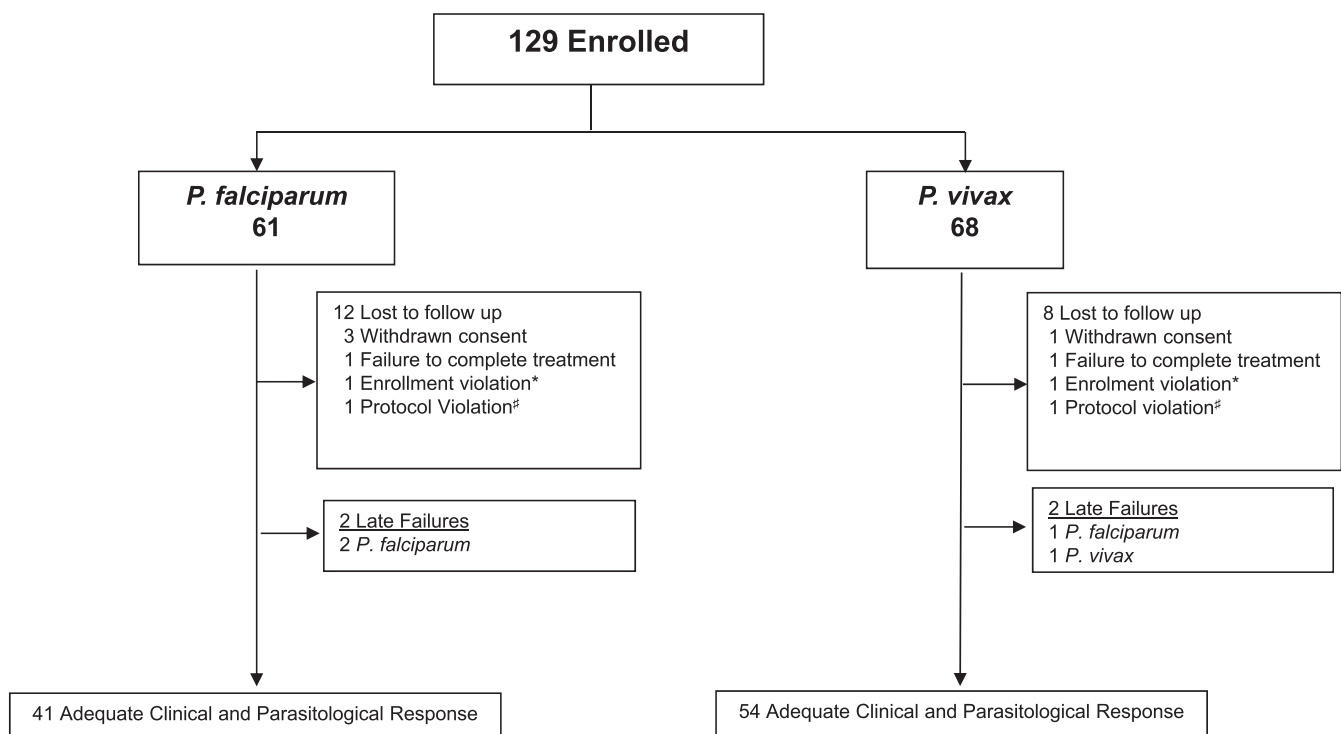 129 Enrolled
P. falciparum
61
P. vivax
68
12 Lost to follow up
3 Withdrawn consent
1 Failure to complete treatment
1 Enrollment violation*
1 Protocol Violation♯
8 Lost to follow up
1 Withdrawn consent
1 Failure to complete treatment
1 Enrolment violation*
1 Protocol violation♯
2 Late Failures
2 P. falciparum
2 Late Failures
1 P. falciparum
1 P. vivax
41 Adequate Clinical and Parasitological Response
54 Adequate Clinical and Parasitological Response